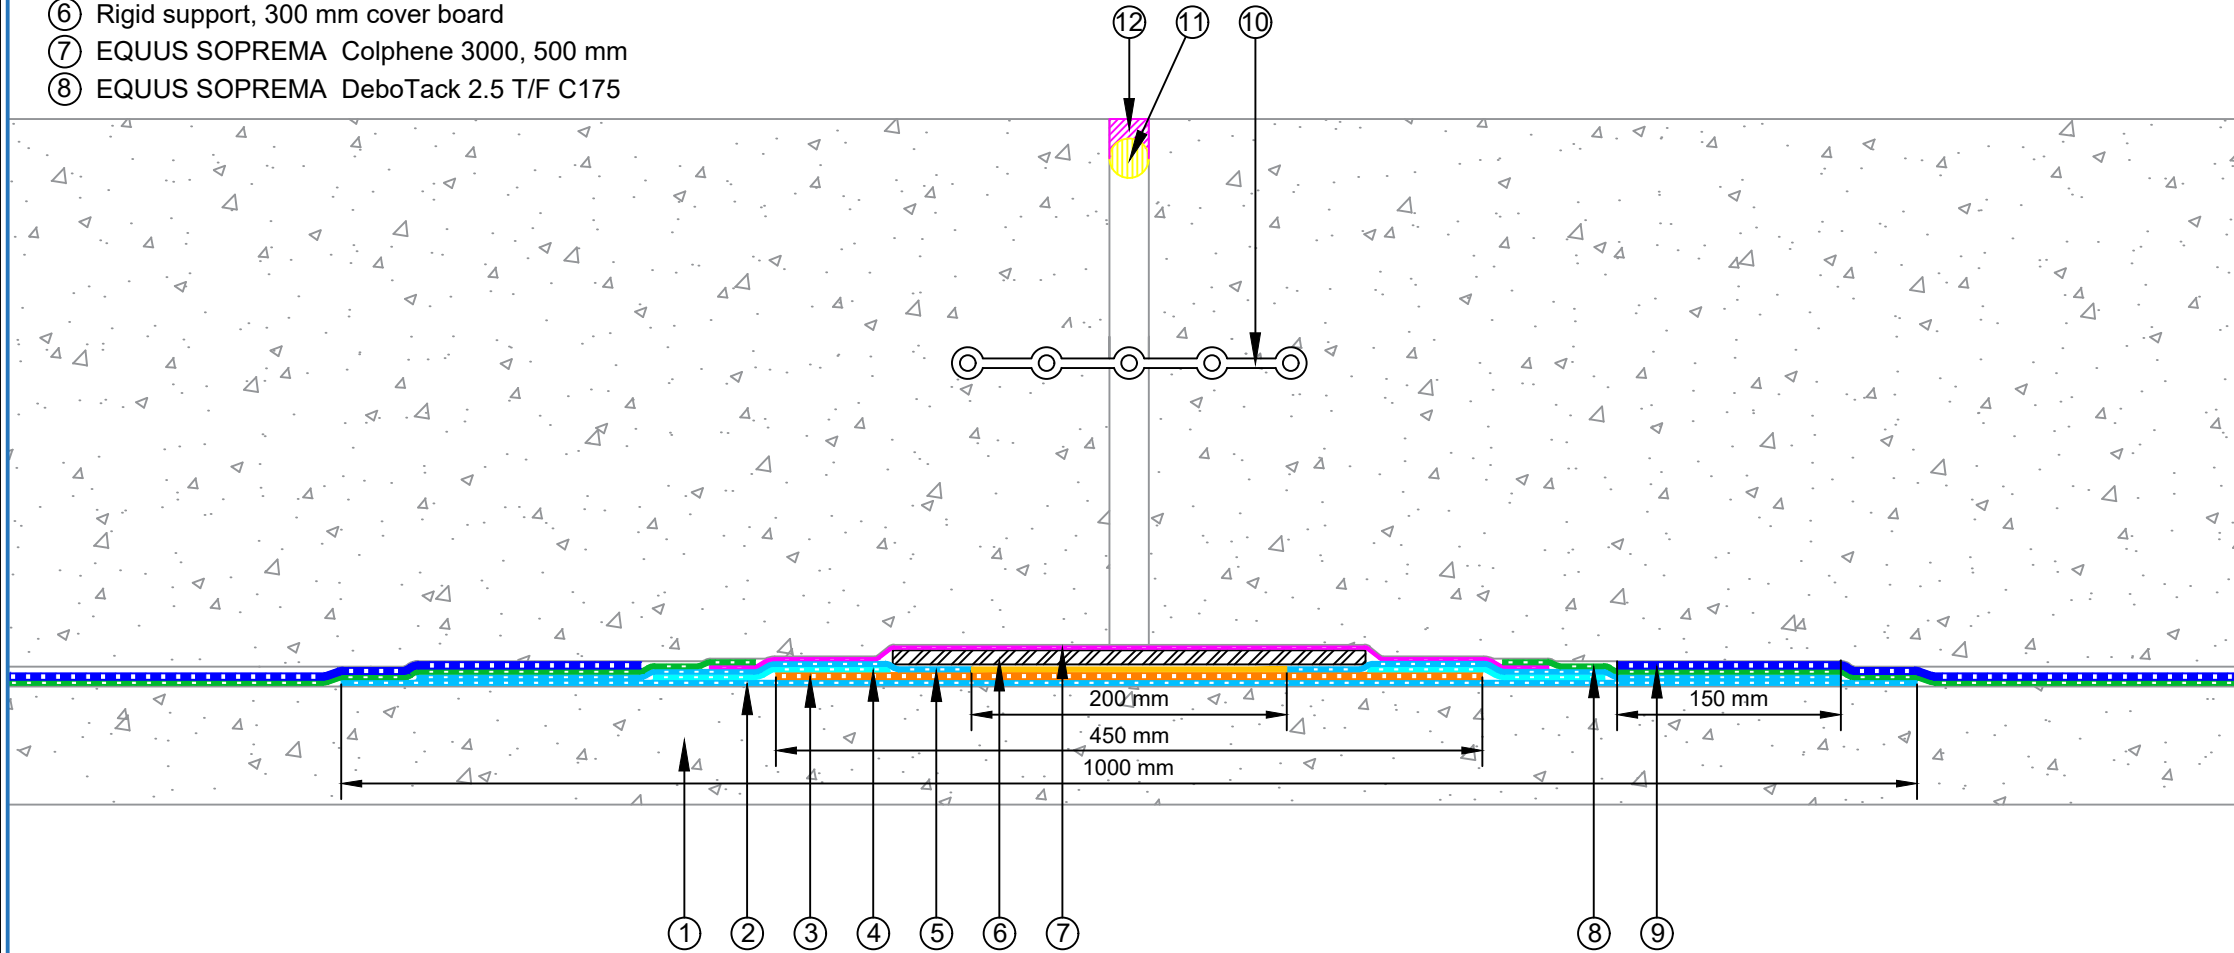 ⑥ Rigid support, 300 mm cover board
⑦ EQUUS SOPREMA Colphene 3000, 500 mm
⑧ EQUUS SOPREMA DeboTack 2.5 T/F C175
⑫ ⑪ ⑩
200 mm
150 mm
450 mm
1000 mm
① ② ③ ④ ⑤ ⑥ ⑦ ⑧ ⑨